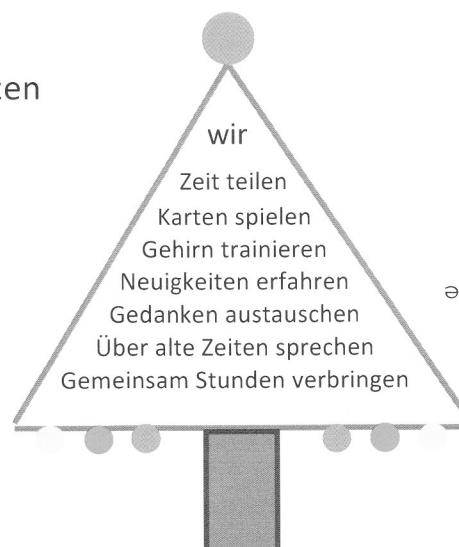 wir
Zeit teilen
Karten spielen
Gehirn trainieren
Neuigkeiten erfahren
Gedanken austauschen
Über alte Zeiten sprechen
Gemeinsam Stunden verbringen